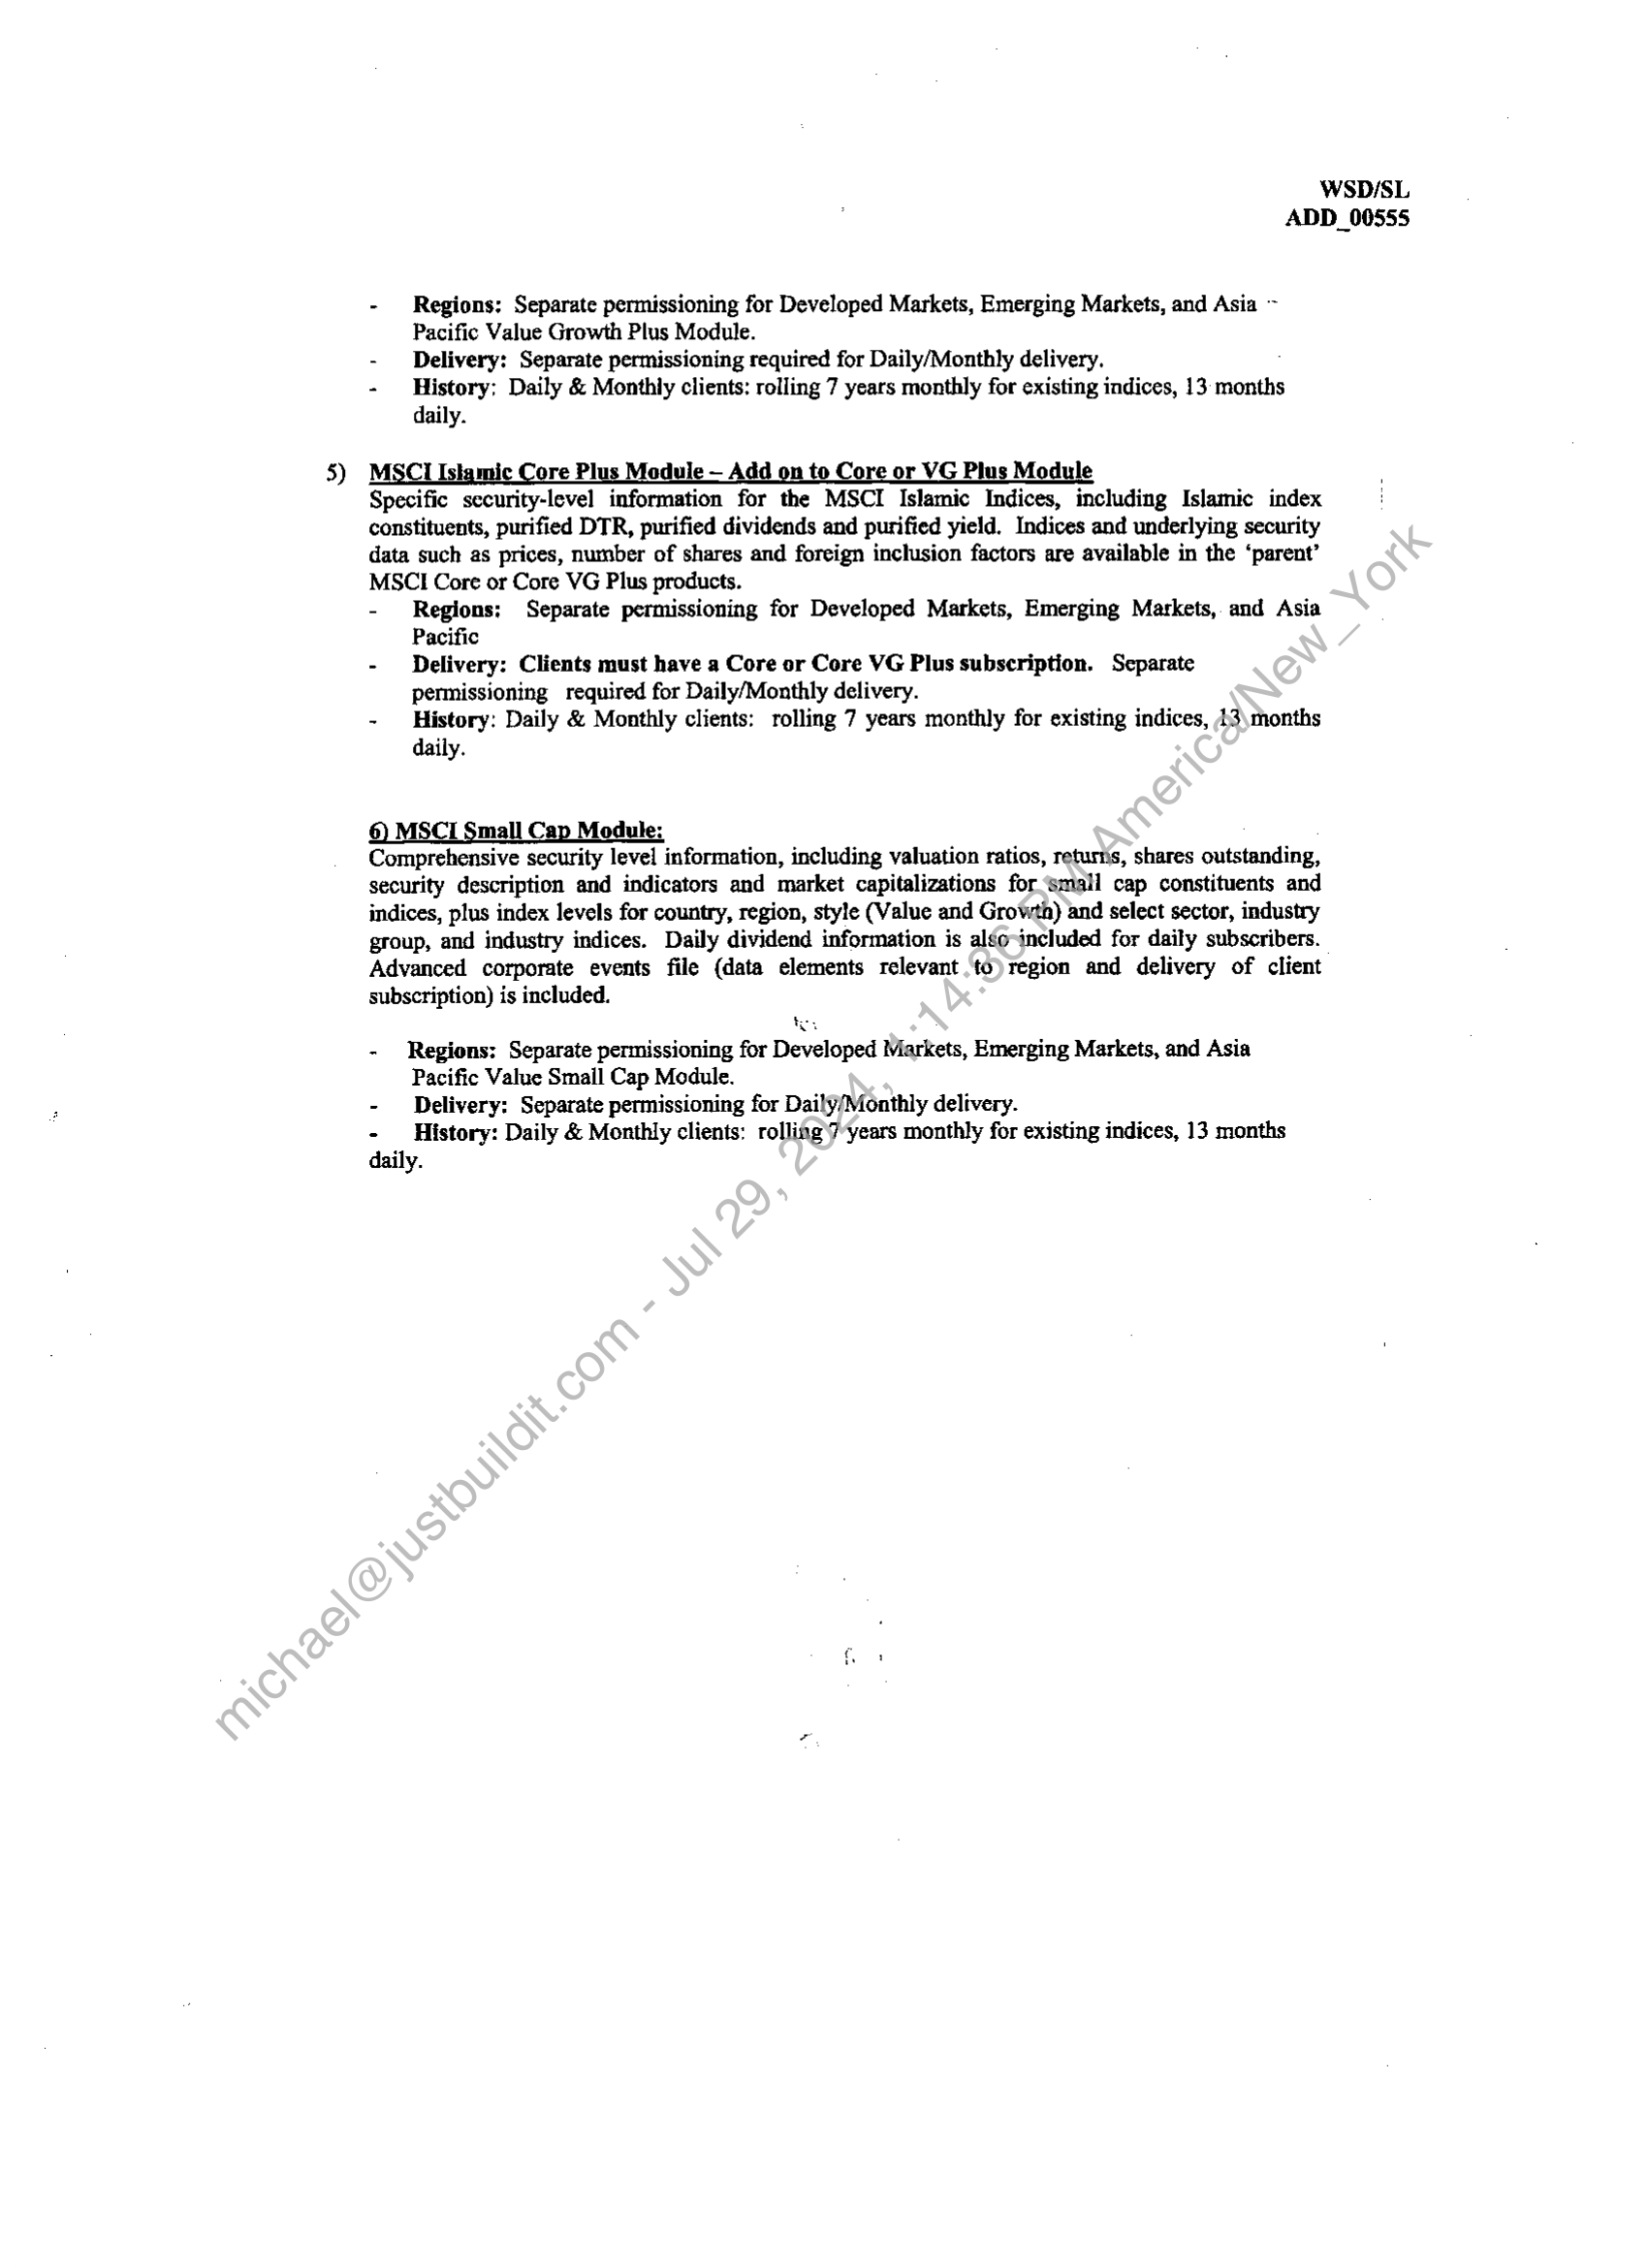 WSD/SL
ADD_00555
- Regions: Separate permissioning for Developed Markets, Emerging Markets, and Asia
Pacific Value Growth Plus Module.
- Delivery: Separate permissioning required for Daily/Monthly delivery.
- History: Daily & Monthly clients: rolling 7 years monthly for existing indices, 13 months
daily.
5) MSCI Islamic Core Plus Module – Add on to Core or VG Plus Module
Specific security-level information for the MSCI Islamic Indices, including Islamic index
constituents, purified DTR, purified dividends and purified yield. Indices and underlying security
data such as prices, number of shares and foreign inclusion factors are available in the ‘parent’
MSCI Core or Core VG Plus products.
- Regions: Separate permissioning for Developed Markets, Emerging Markets, and Asia
Pacific
- Delivery: Clients must have a Core or Core VG Plus subscription. Separate
permissioning required for Daily/Monthly delivery.
- History: Daily & Monthly clients: rolling 7 years monthly for existing indices, 13 months
daily.
6) MSCI Small Cap Module:
Comprehensive security level information, including valuation ratios, returns, shares outstanding,
security description and indicators and market capitalizations for small cap constituents and
indices, plus index levels for country, region, style (Value and Growth) and select sector, industry
group, and industry indices. Daily dividend information is also included for daily subscribers.
Advanced corporate events file (data elements relevant to region and delivery of client
subscription) is included.
- Regions: Separate permissioning for Developed Markets, Emerging Markets, and Asia
Pacific Value Small Cap Module.
- Delivery: Separate permissioning for Daily/Monthly delivery.
- History: Daily & Monthly clients: rolling 7 years monthly for existing indices, 13 months
daily.
michael@justbuildit.com - Jul 29, 2024, 1:14:36 PM America/New_York